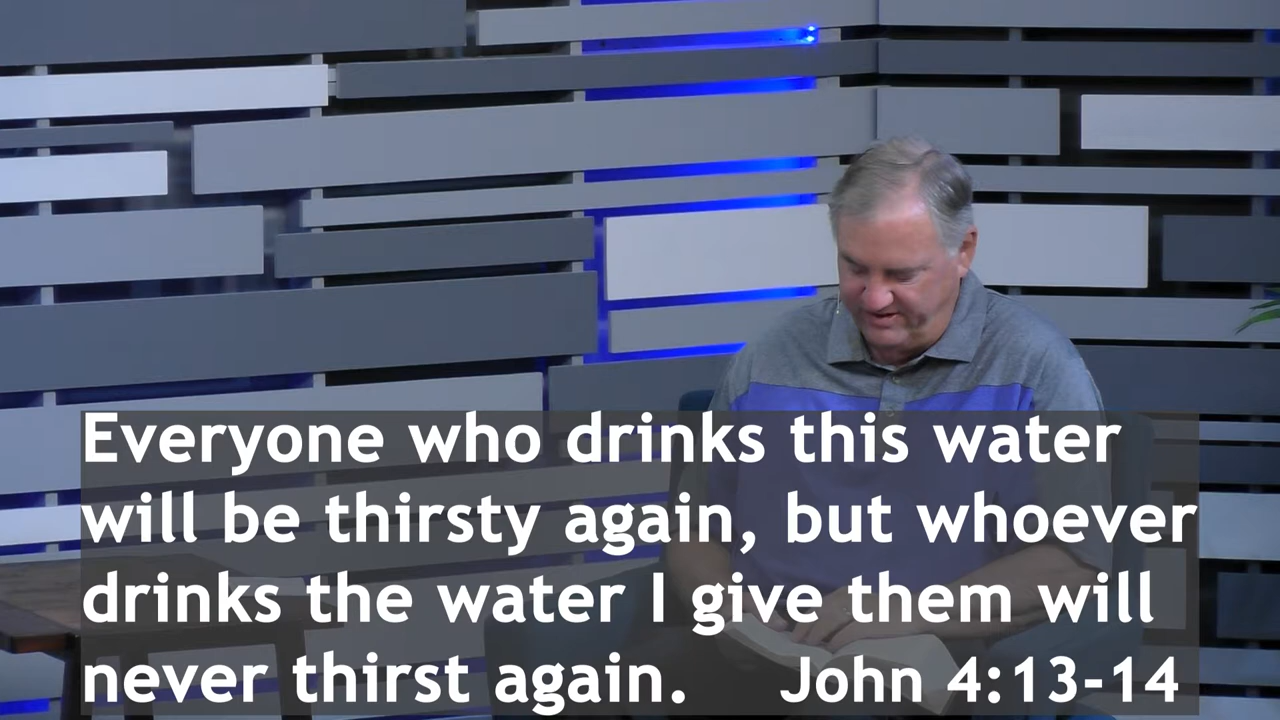 Everyone who drinks this water
will be thirsty again, but whoever
drinks the water I give them will
never thirst again. John 4:13-14